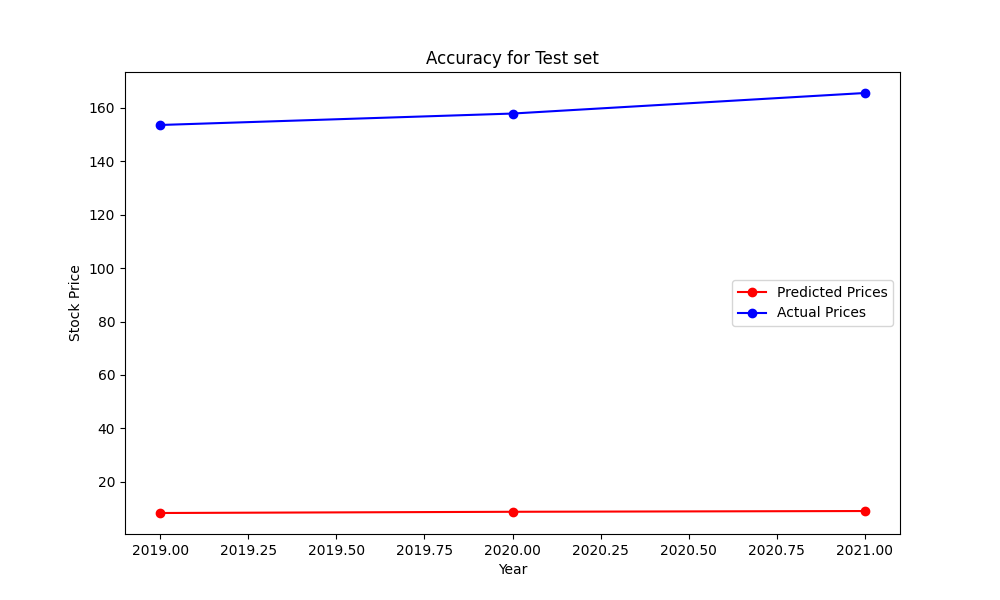 Accuracy for Test set
Stock Price
160
140
120
100
80
60
40
20
Predicted Prices
Actual Prices
2019.00 2019.25 2019.50 2019.75 2020.00 2020.25 2020.50 2020.75 2021.00
Year